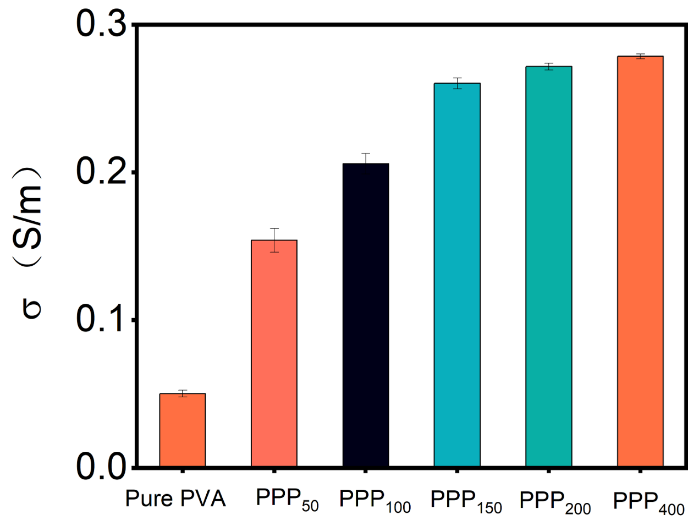 0.3
0.2
0.1
0.0
σ（S/m）
Pure PVA PPP₅₀ PPP₁₀₀ PPP₁₅₀ PPP₂₀₀ PPP₄₀₀